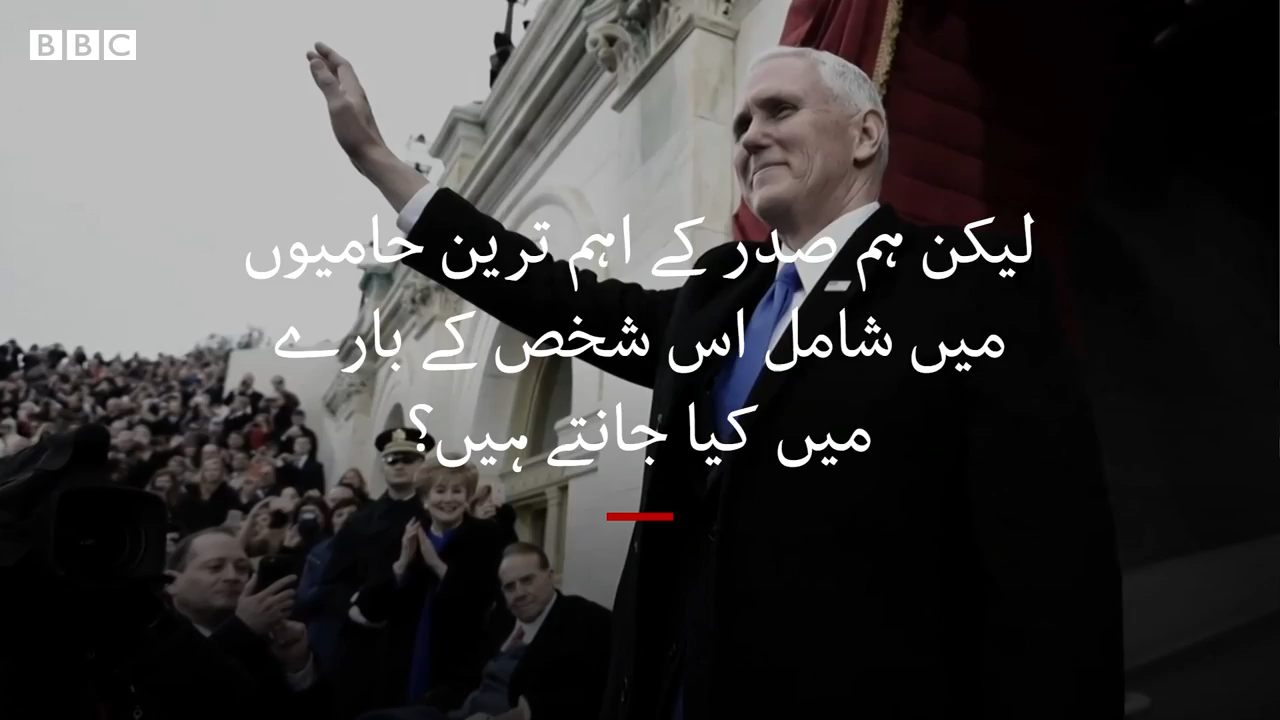 BBC
لیکن ہم صدر کے اہم ترین حامیوں
میں شامل اس شخص کے بارے
میں کیا جانتے ہیں؟